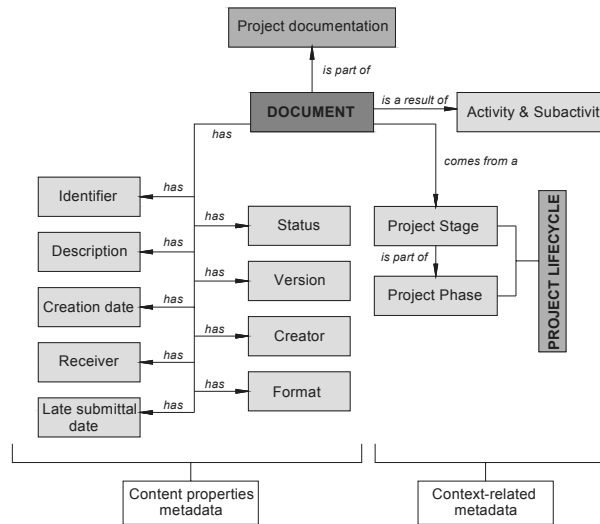 Project documentation
is part of
DOCUMENT
is a result of
Activity & Subactivit
has
comes from a
Identifier
has
has
Status
Project Stage
PROJECT LIFECYCLE
Description
has
is part of
has
Version
Project Phase
Creation date
has
has
Creator
Receiver
has
has
Format
Late submittal
date
has
Content properties
metadata
Context-related
metadata